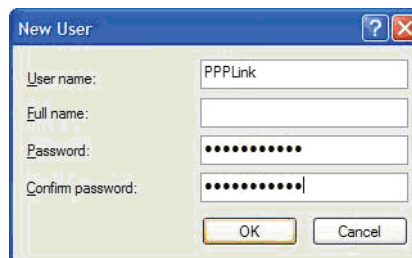 New User
User name: PPPLink
Full name:
Password: •••••••••••
Confirm password: •••••••••••
OK Cancel